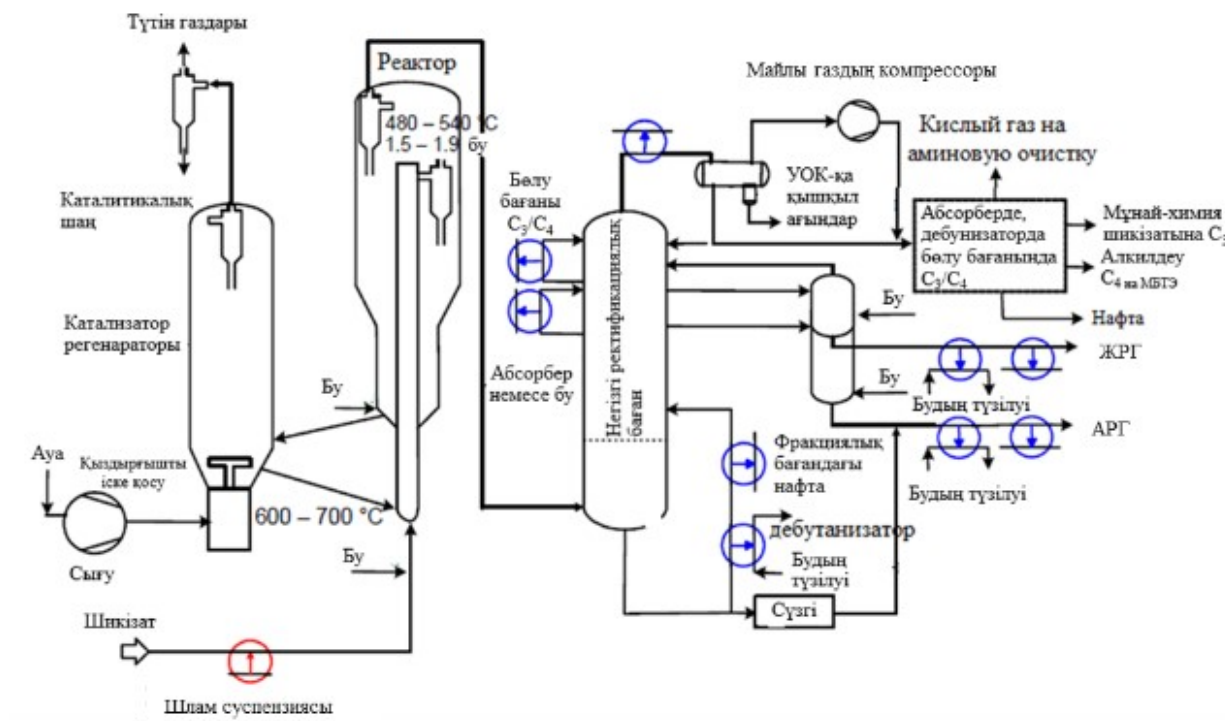 Түтін газдары
Реактор
480 – 540 °C
1.5 – 1.9 бу
Майлы газдың компрессоры
Кислый газ на
аминовую очистку
Бөлу
бағаны
C3/C4
УОК-қа
қышқыл
ағындар
Абсорберде,
дебунизаторда
бөлу бағанында
C3/C4
Мұнай-химия
шикізатына C3
Алкилдеу
C4 на МБТЭ
Нафта
Каталитикалық
шаң
Катализатор
регенараторы
Негізгі ректификациялық
баған
Бу
ЖРГ
Абсорбер
немесе бу
Бу
Бу
Будың түзілуі
АРГ
Ауа
Қыздырғышты
іске қосу
Фракциялық
бағандағы
нафта
Будың түзілуі
600 – 700 °C
дебутанизатор
Сығу
Бу
Будың
түзілуі
Сүзгі
Шикізат
Шлам суспензиясы